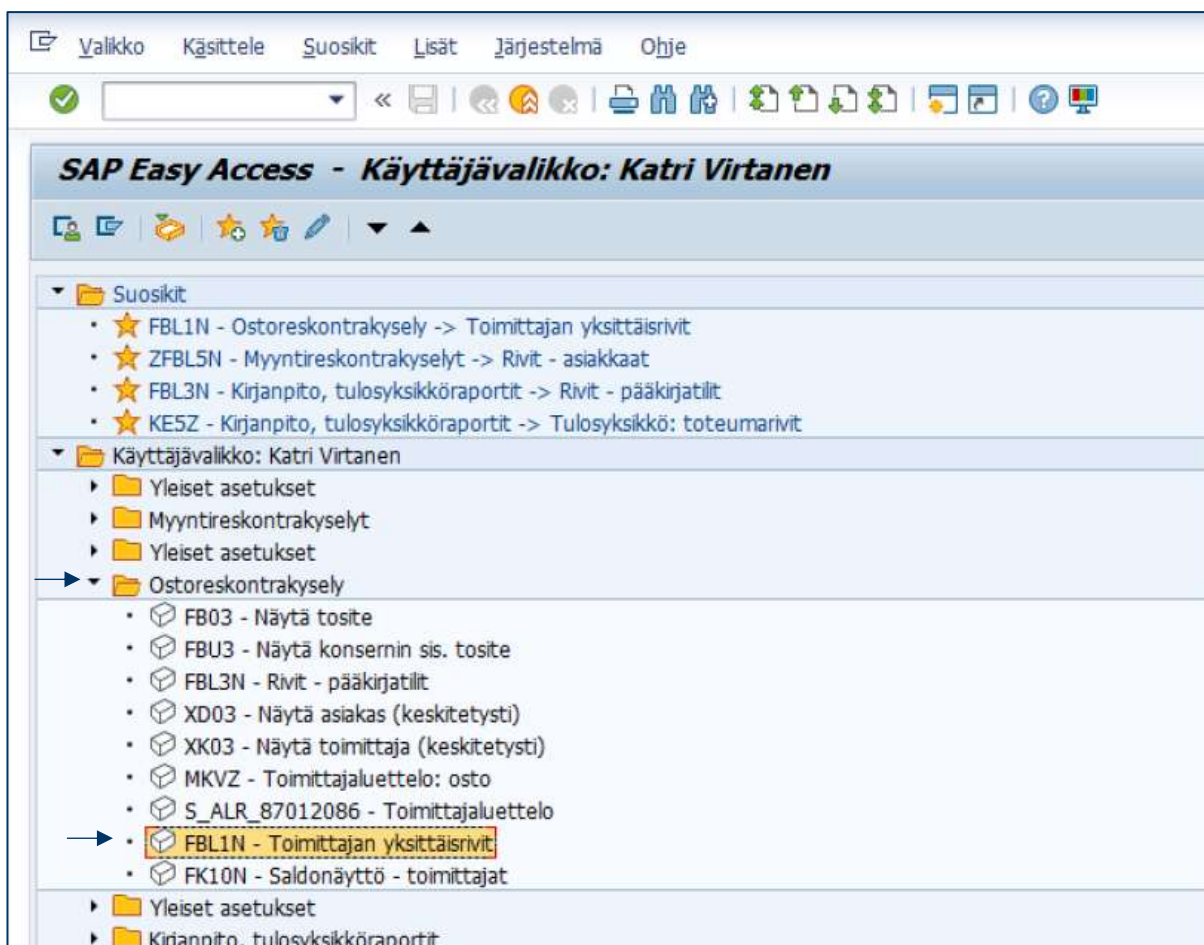 Valikko Käsittele Suosikit Lisät Järjestelmä Ohje
SAP Easy Access - Käyttäjävalikko: Katri Virtanen
Suosikit
FBL1N - Ostoreskontrakysely -> Toimittajan yksittäisrivit
ZFBL5N - Myyntireskontrakyselyt -> Rivit - asiakkaat
FBL3N - Kirjanpito, tulosyksikköraportit -> Rivit - pääkirjatilit
KE5Z - Kirjanpito, tulosyksikköraportit -> Tulosyksikkö: toteumarivit
Käyttäjävalikko: Katri Virtanen
Yleiset asetukset
Myyntireskontrakyselyt
Yleiset asetukset
Ostoreskontrakysely
FB03 - Näytä tosite
FBU3 - Näytä konsernin sis. tosite
FBL3N - Rivit - pääkirjatilit
XD03 - Näytä asiakas (keskitetysti)
XK03 - Näytä toimittaja (keskitetysti)
MKVZ - Toimittajaluettelo: osto
S_ALR_87012086 - Toimittajaluettelo
FBL1N - Toimittajan yksittäisrivit
FK10N - Saldonäyttö - toimittajat
Yleiset asetukset
Kirjanpito, tulosyksikköraportit